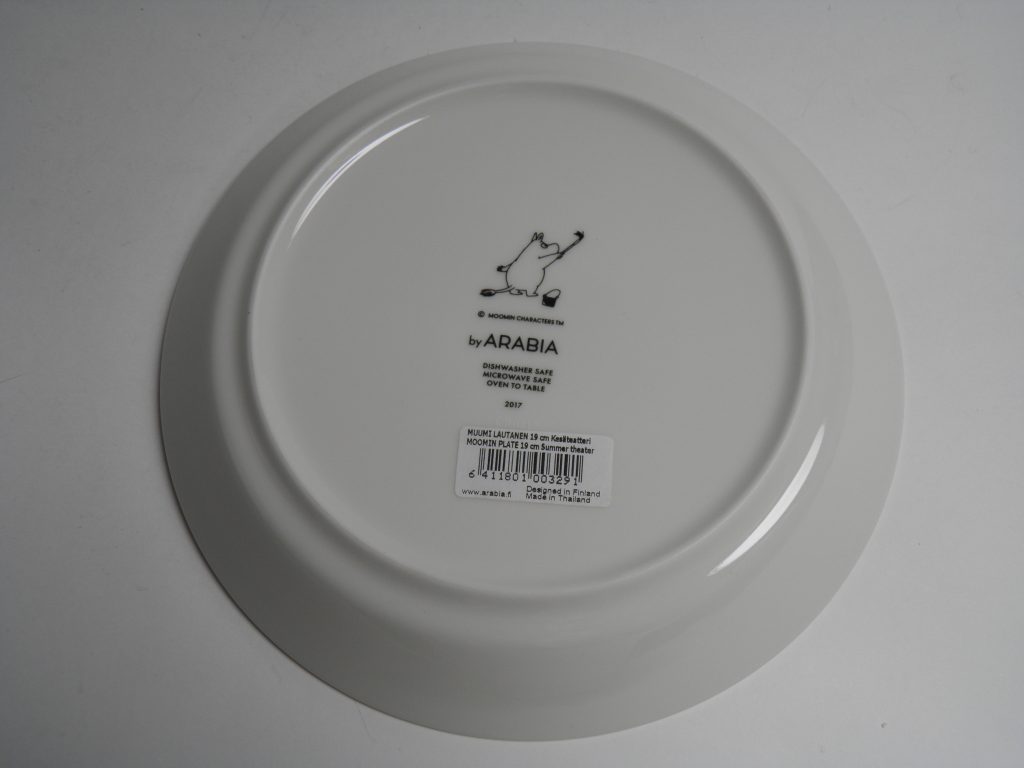 © MOOMIN CHARACTERS TM
by ARABIA
DISHWASHER SAFE
MICROWAVE SAFE
OVEN TO TABLE
2017
MUUMI LAUTANEN 19 cm Kesäteatteri
MOOMIN PLATE 19 cm Summer theater
6 411801 003291
www.arabia.fi
Designed in Finland
Made in Thailand